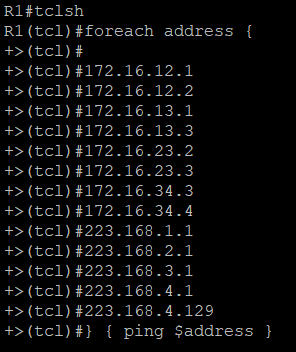 R1#tclsh
R1(tcl)#foreach address {
+>(tcl)#
+>(tcl)#172.16.12.1
+>(tcl)#172.16.12.2
+>(tcl)#172.16.13.1
+>(tcl)#172.16.13.3
+>(tcl)#172.16.23.2
+>(tcl)#172.16.23.3
+>(tcl)#172.16.34.3
+>(tcl)#172.16.34.4
+>(tcl)#223.168.1.1
+>(tcl)#223.168.2.1
+>(tcl)#223.168.3.1
+>(tcl)#223.168.4.1
+>(tcl)#223.168.4.129
+>(tcl)#} { ping $address }